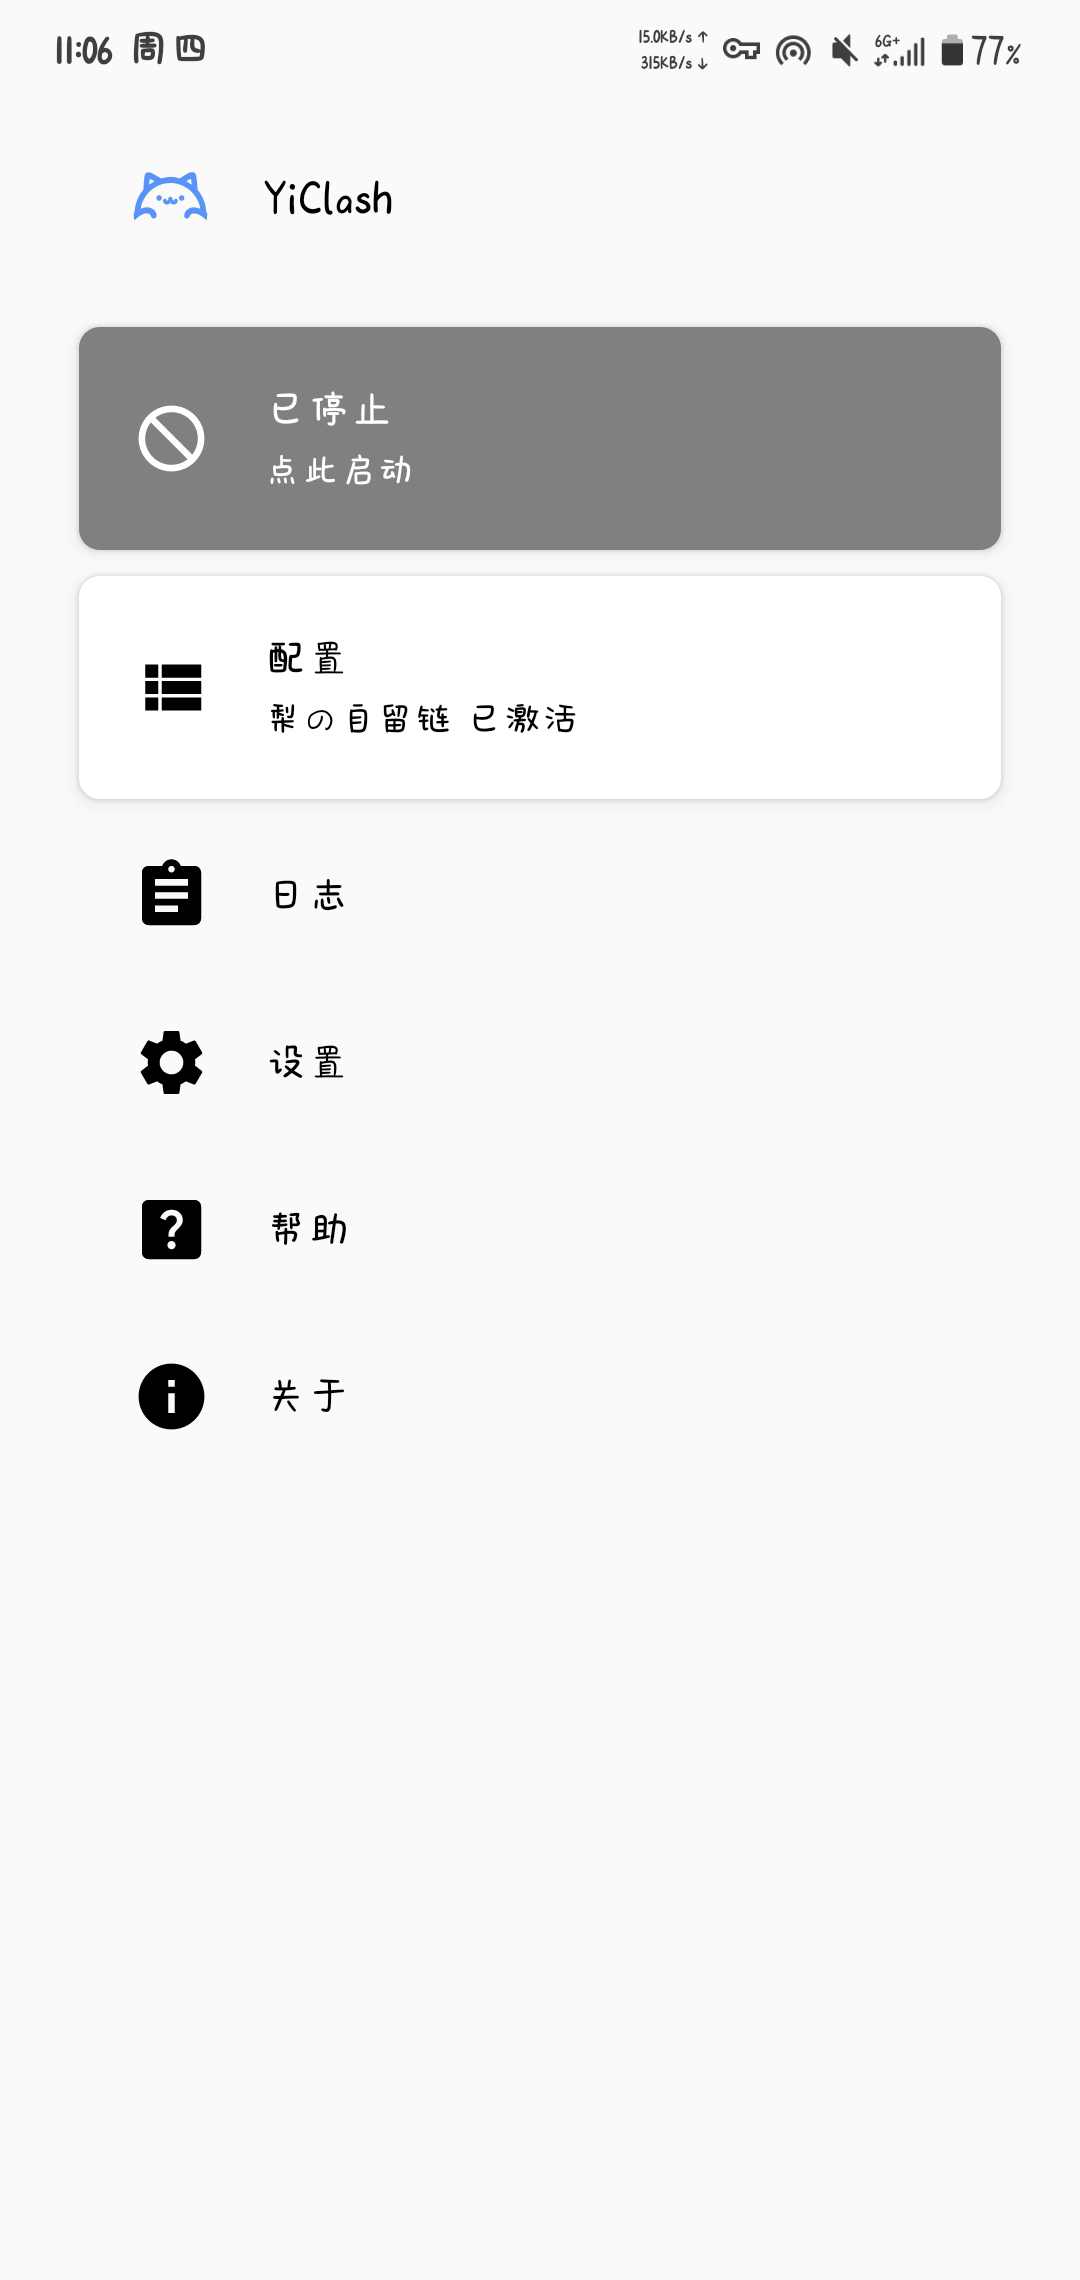 11:06 周四
15.0KB/s ↑
315KB/s ↓
6G+
77%
YiClash
已停止
点此启动
配置
梨の自留链 已激活
日志
设置
帮助
关于